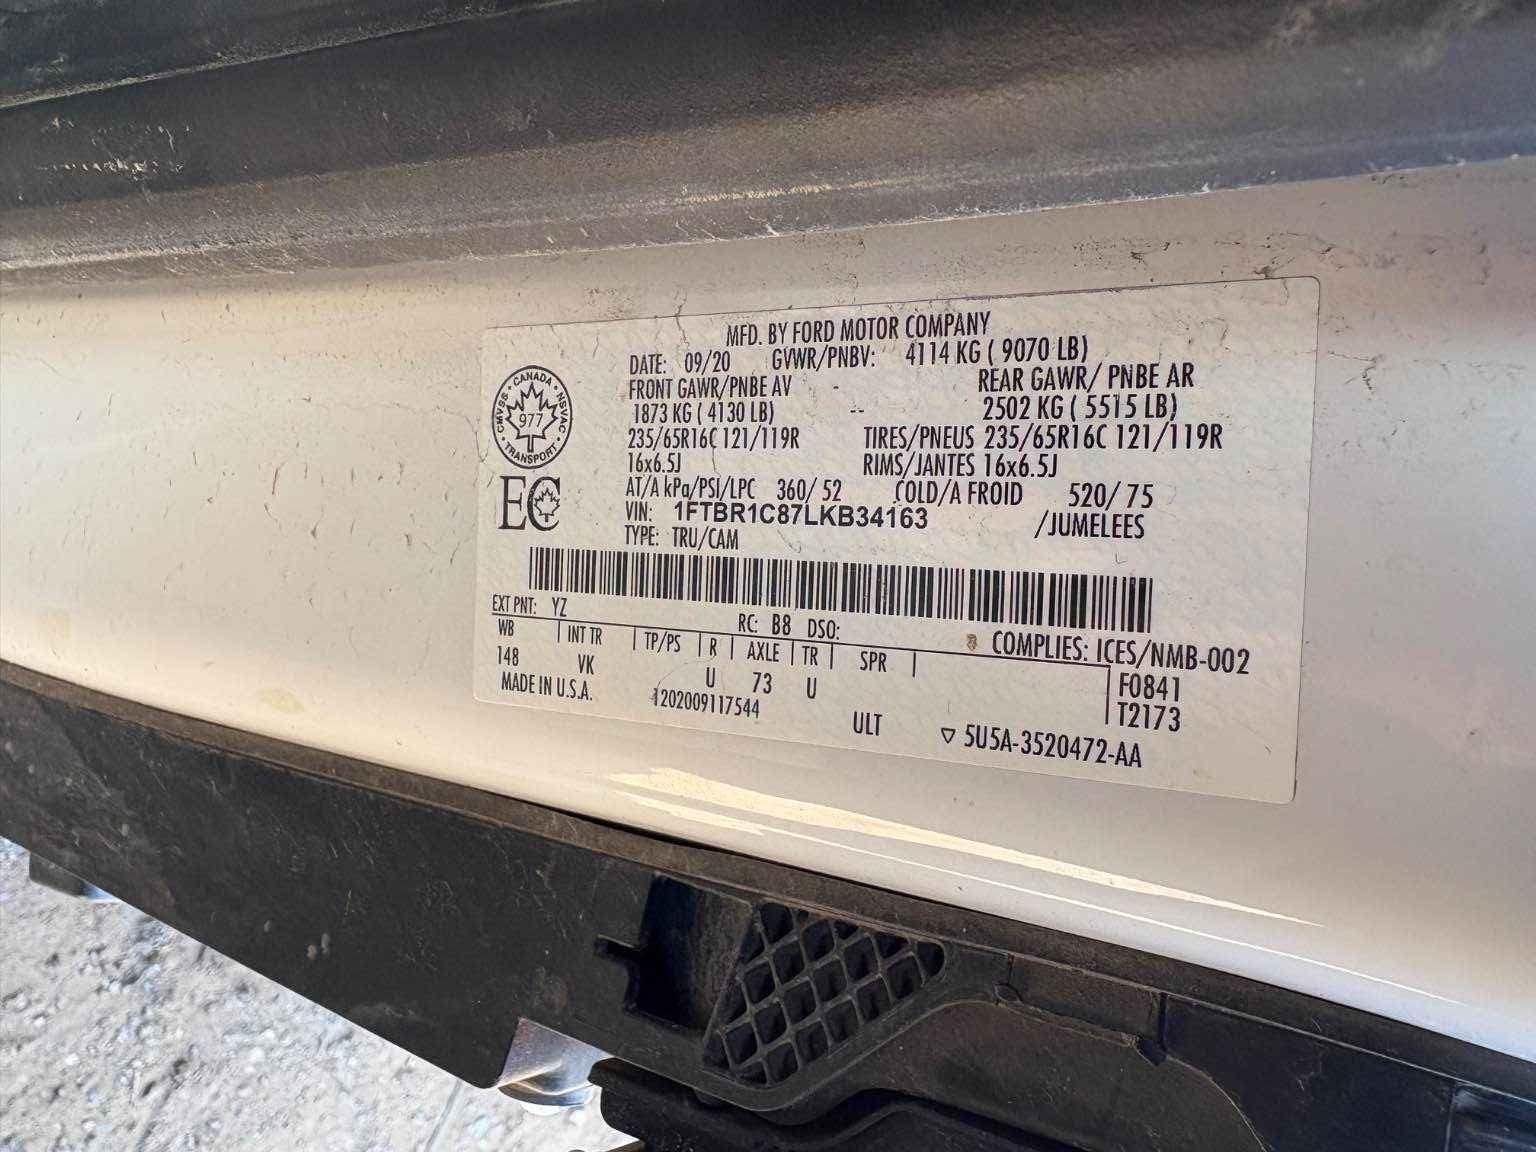 MFD. BY FORD MOTOR COMPANY
DATE: 09/20 GVWR/PNBV: 4114 KG ( 9070 LB)
FRONT GAWR/PNBE AV - REAR GAWR/ PNBE AR
1873 KG ( 4130 LB) -- 2502 KG ( 5515 LB)
235/65R16C 121/119R TIRES/PNEUS 235/65R16C 121/119R
16x6.5J RIMS/JANTES 16x6.5J
AT/A kPa/PSI/LPC 360/ 52 COLD/A FROID 520/ 75
VIN: 1FTBR1C87LKB34163 /JUMELEES
TYPE: TRU/CAM
CANADA
CMVSS NSVAC
977
TRANSPORT
EC
EXT PNT: YZ RC: B8 DSO:
COMPLIES: ICES/NMB-002
WB | INT TR | TP/PS | R | AXLE | TR | SPR |
148 VK U 73 U
F0841
T2173
MADE IN U.S.A. 1202009117544 ULT ▽ 5U5A-3520472-AA